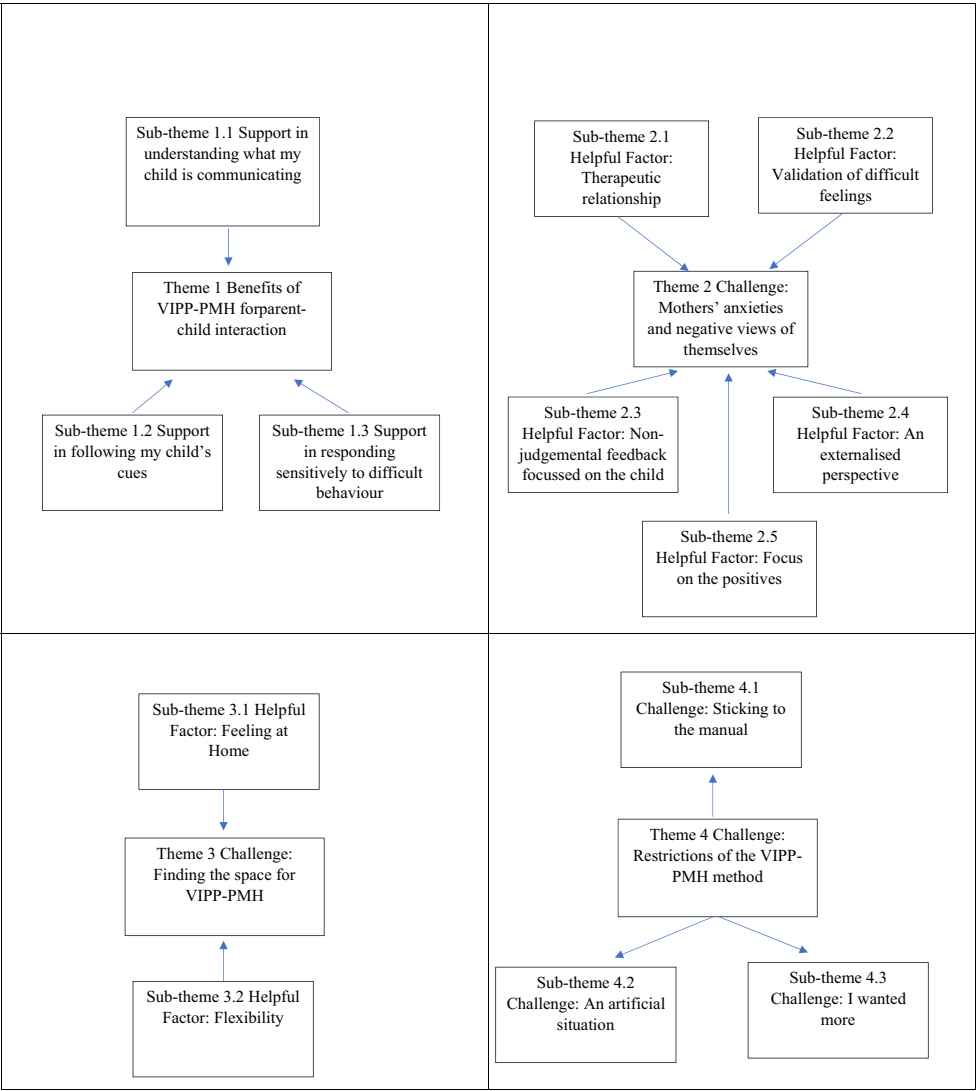 Sub-theme 1.1 Support in
understanding what my
child is communicating
Theme 1 Benefits of
VIPP-PMH forparent-
child interaction
Sub-theme 1.2 Support
in following my child’s
cues
Sub-theme 1.3 Support
in responding
sensitively to difficult
behaviour
Sub-theme 2.1
Helpful Factor:
Therapeutic
relationship
Sub-theme 2.2
Helpful Factor:
Validation of difficult
feelings
Theme 2 Challenge:
Mothers’ anxieties
and negative views of
themselves
Sub-theme 2.3
Helpful Factor: Non-
judgemental feedback
focussed on the child
Sub-theme 2.4
Helpful Factor: An
externalised
perspective
Sub-theme 2.5
Helpful Factor: Focus
on the positives
Sub-theme 3.1 Helpful
Factor: Feeling at
Home
Theme 3 Challenge:
Finding the space for
VIPP-PMH
Sub-theme 3.2 Helpful
Factor: Flexibility
Sub-theme 4.1
Challenge: Sticking to
the manual
Theme 4 Challenge:
Restrictions of the VIPP-
PMH method
Sub-theme 4.2
Challenge: An artificial
situation
Sub-theme 4.3
Challenge: I wanted
more